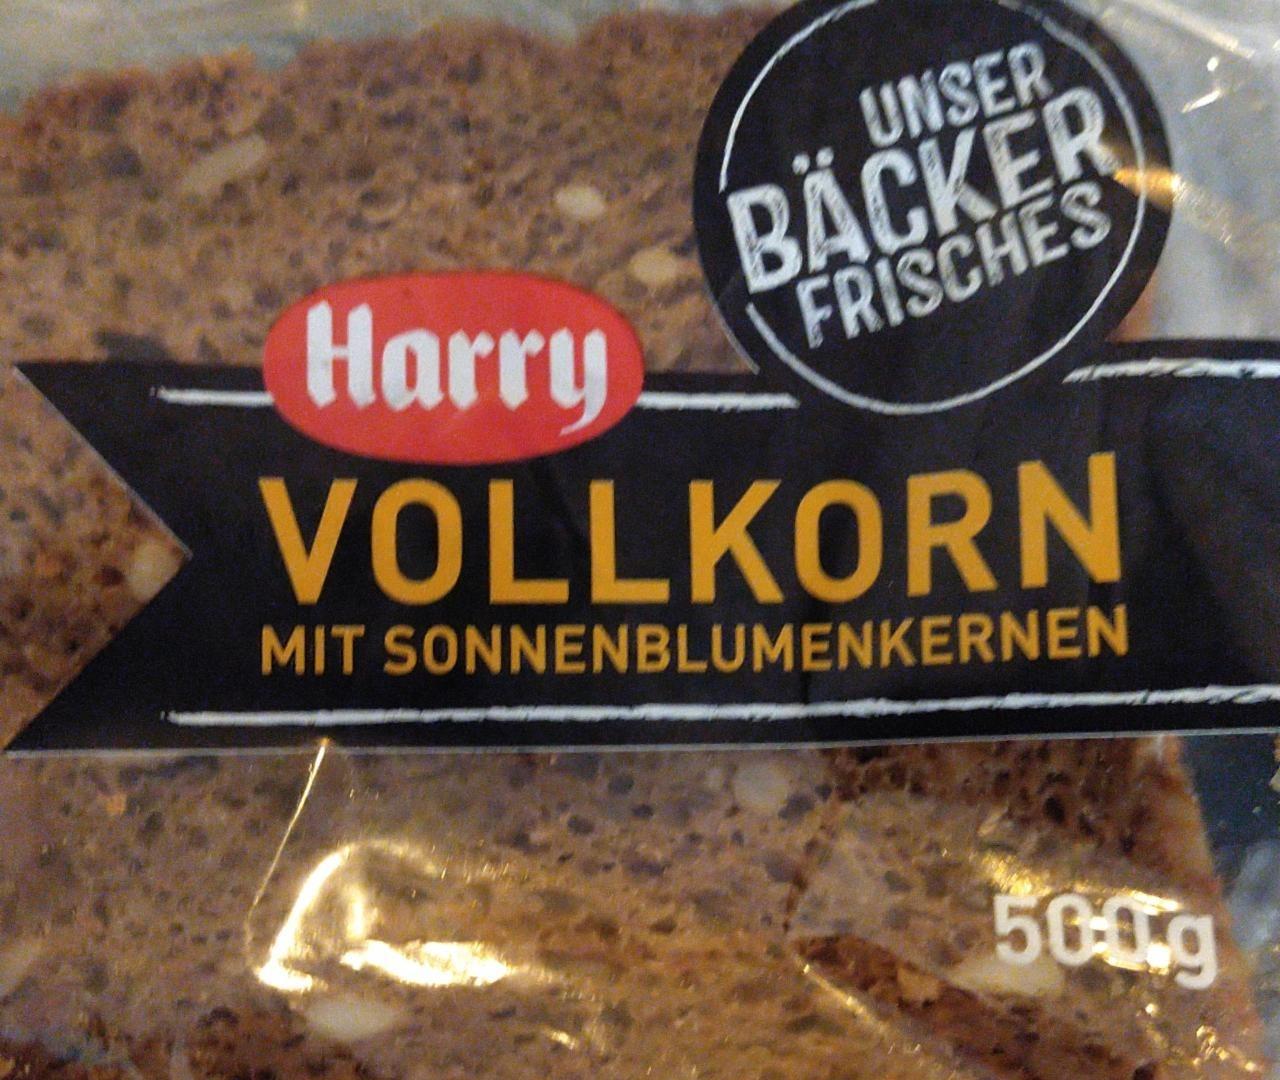 UNSER
BÄCKER
FRISCHES
Harry
VOLLKORN
MIT SONNENBLUMENKERNEN
500g